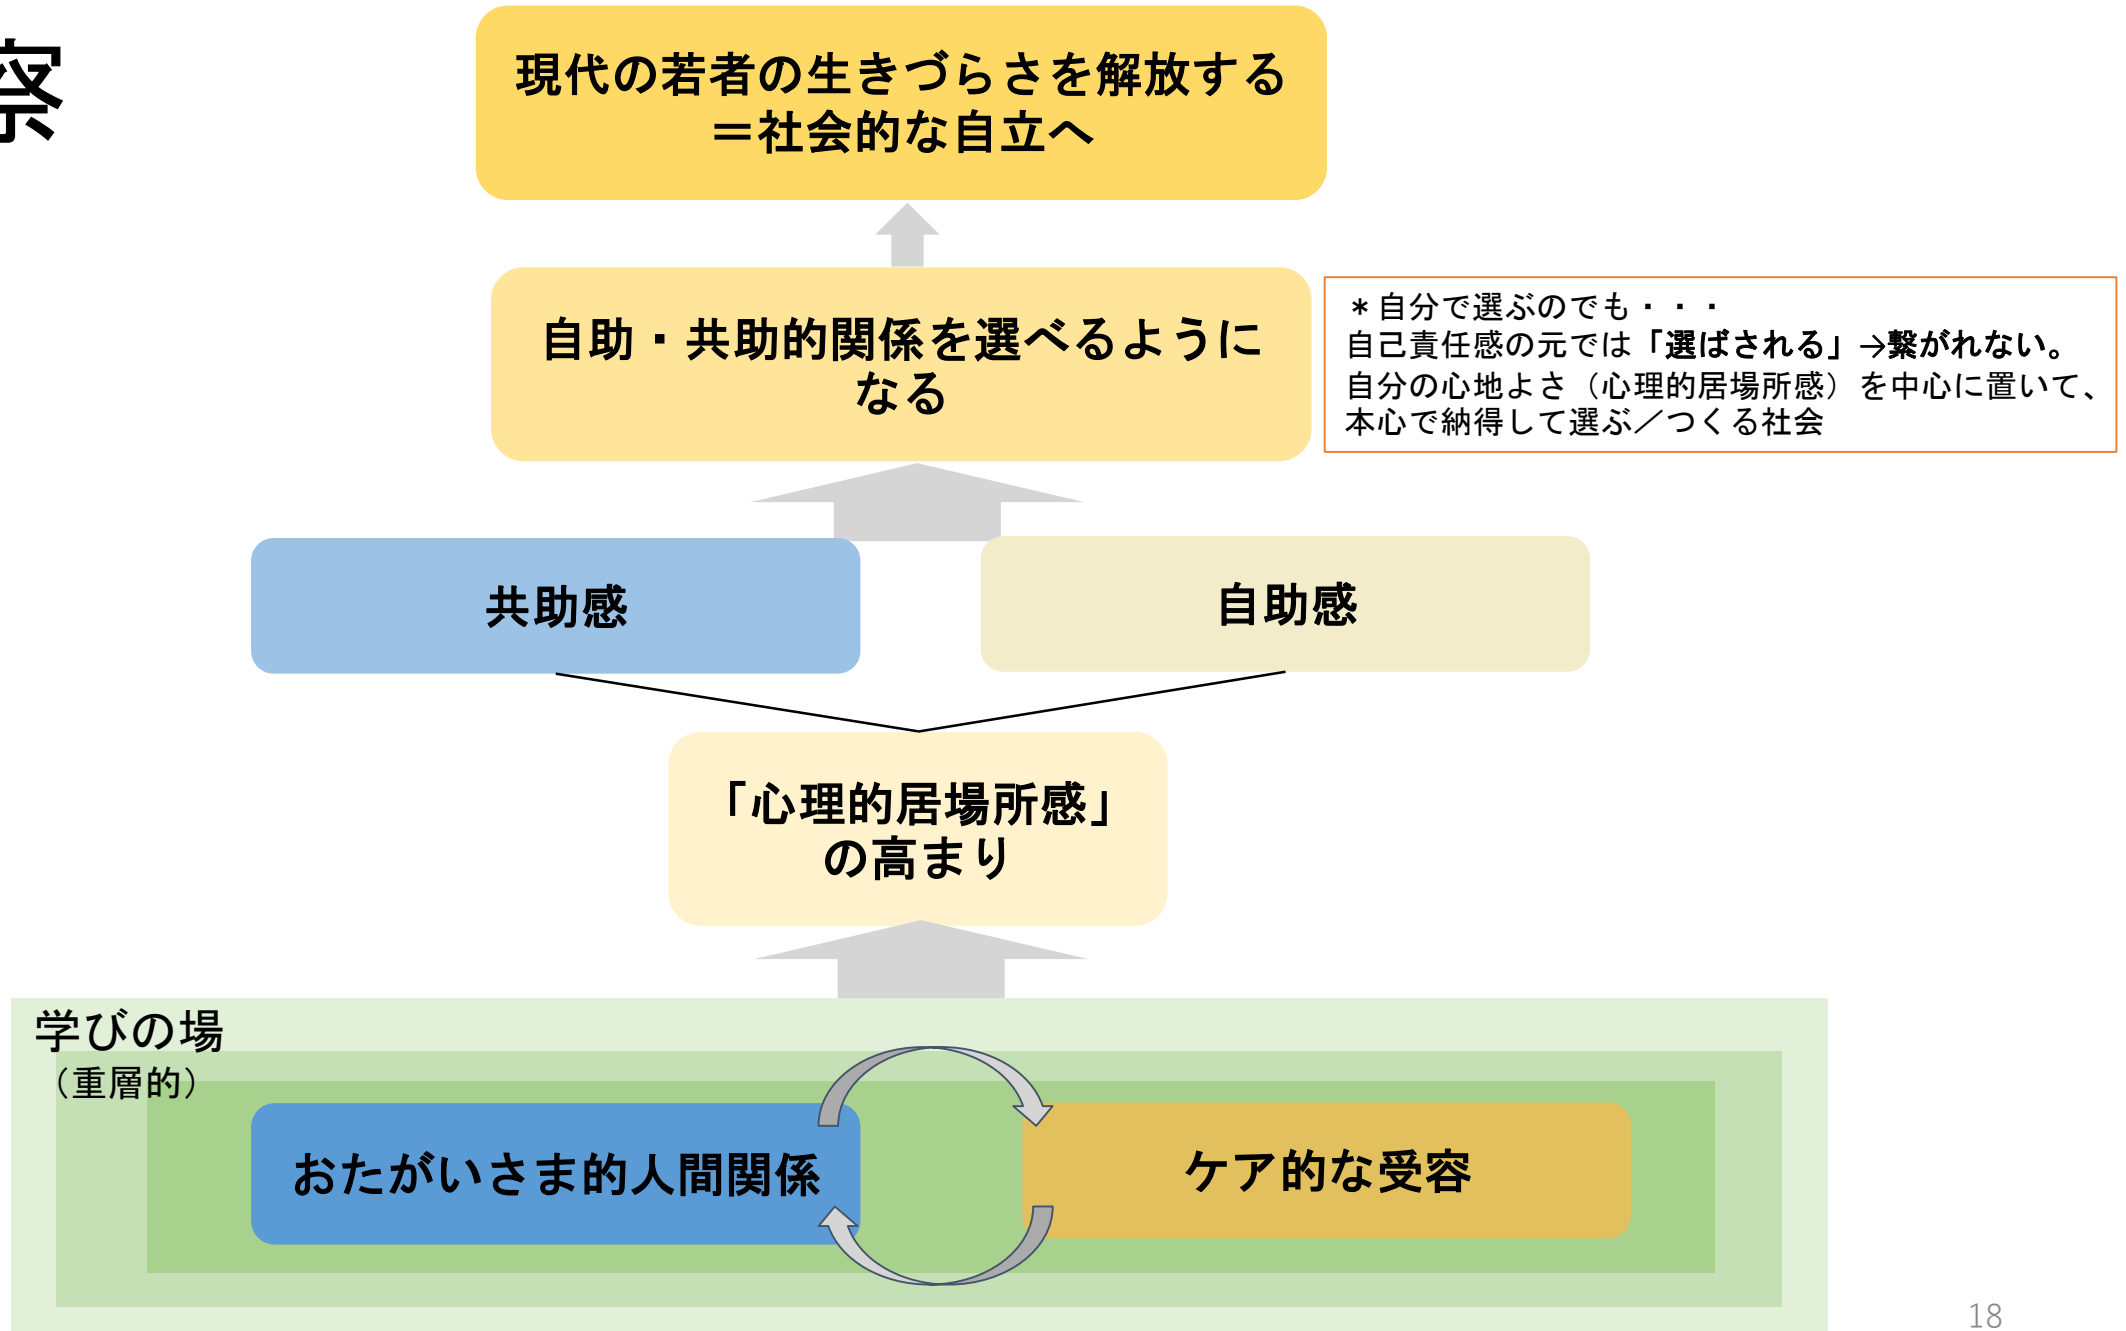 察
現代の若者の生きづらさを解放する
＝社会的な自立へ
自助・共助的関係を選べるように
なる
＊自分で選ぶのでも・・・
自己責任感の元では「選ばされる」→繋がれない。
自分の心地よさ（心理的居場所感）を中心に置いて、
本心で納得して選ぶ／つくる社会
共助感
自助感
「心理的居場所感」
の高まり
学びの場
（重層的）
おたがいさま的人間関係
ケア的な受容
18